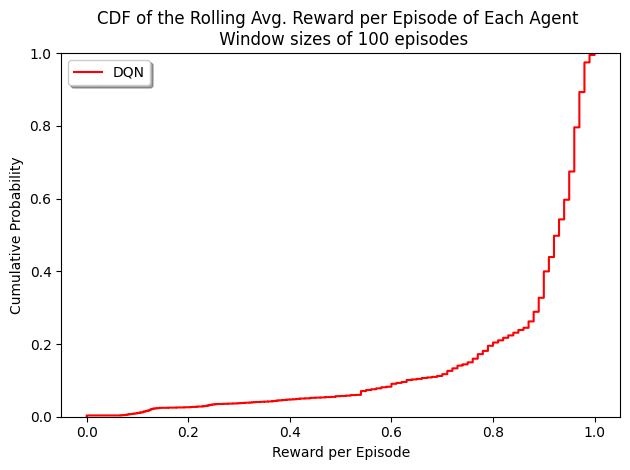 CDF of the Rolling Avg. Reward per Episode of Each Agent
Window sizes of 100 episodes
DQN
1.0
0.8
0.6
0.4
0.2
0.0
Cumulative Probability
0.0 0.2 0.4 0.6 0.8 1.0
Reward per Episode